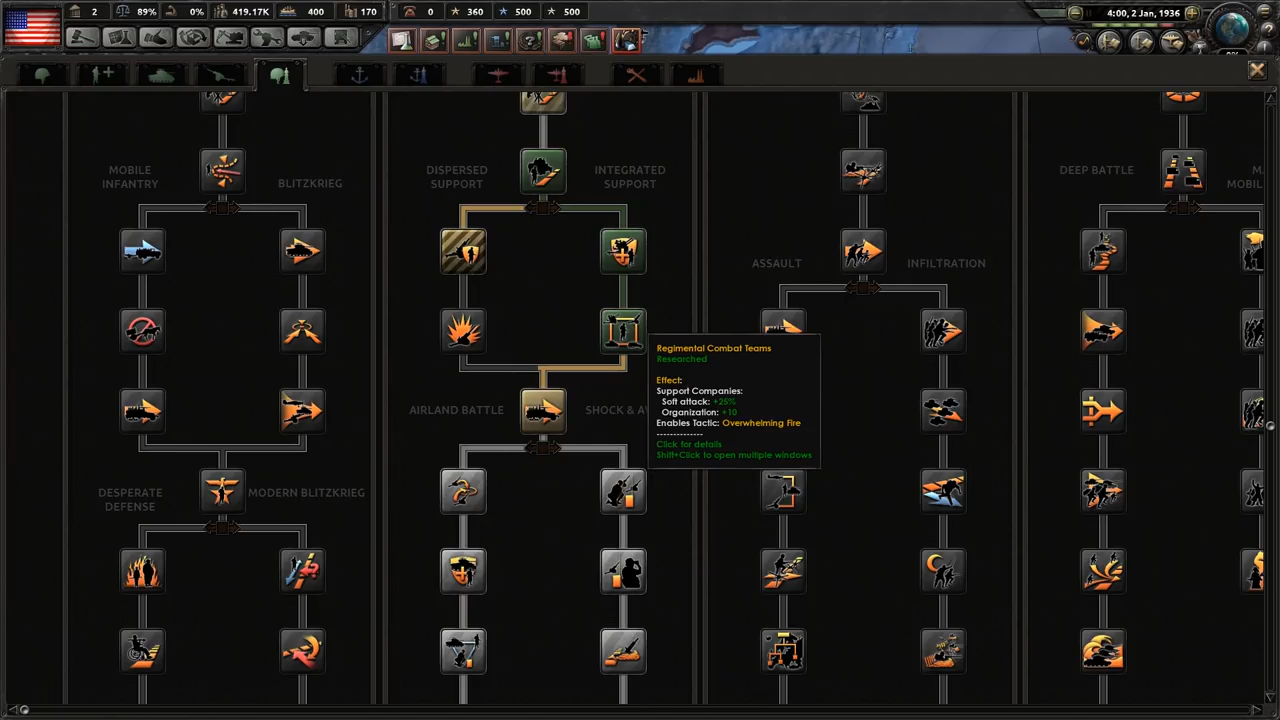 2
89%
0%
419.17K
400
170
0
360
500
500
4:00, 2 Jan, 1936
MOBILE
INFANTRY
BLITZKRIEG
DISPERSED
SUPPORT
INTEGRATED
SUPPORT
ASSAULT
INFILTRATION
DEEP BATTLE
MOBIL
Regimental Combat Teams
Researched
Effect:
Support Companies:
Soft attack: +25%
Organization: +10
Enables Tactic: Overwhelming Fire
--------------
Click for details
Shift+Click to open multiple windows
AIRLAND BATTLE
SHOCK & AW
DESPERATE
DEFENSE
MODERN BLITZKRIEG